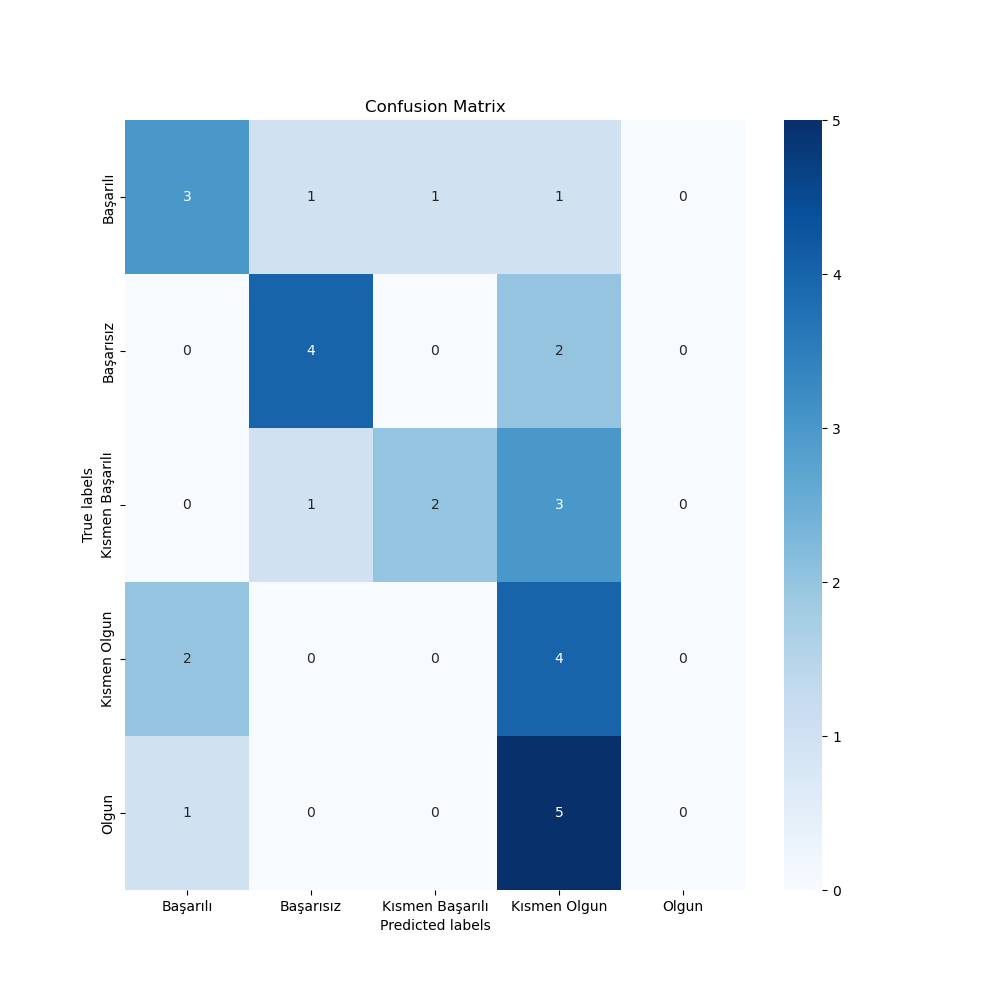 Confusion Matrix
True labels
Başarılı
3 1 1 1 0
Başarısız
0 4 0 2 0
Kısmen Başarılı
0 1 2 3 0
Kısmen Olgun
2 0 0 4 0
Olgun
1 0 0 5 0
Başarılı Başarısız Kısmen Başarılı Kısmen Olgun Olgun
Predicted labels
5
4
3
2
1
0